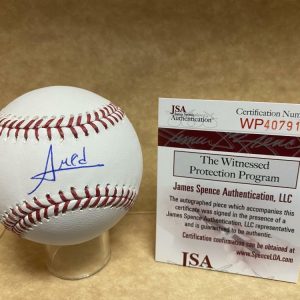 JSA
James Spence
Authentication
Certification Num
WP40791
The Witnessed
Protection Program
James Spence Authentication, LLC
The autographed piece which accompanies this
certificate was signed in the presence of a
James Spence Authentication, LLC representative
and is guaranteed to be authentic.
Certification confirmation can be obtained at
www.SpenceLOA.com.
JSA